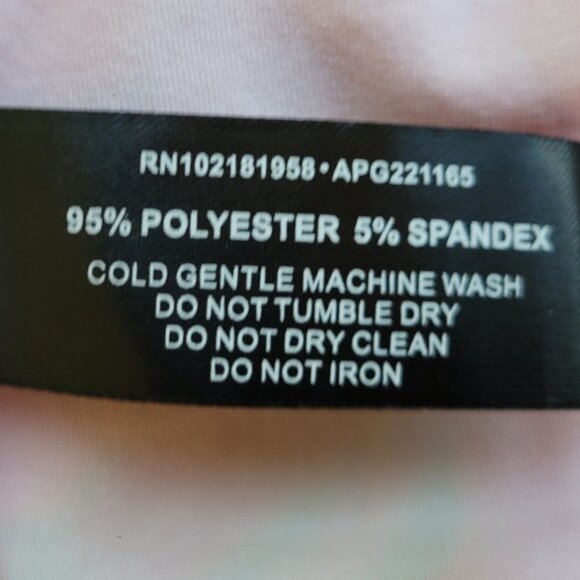 RN102181958•APG221165
95% POLYESTER 5% SPANDEX
COLD GENTLE MACHINE WASH
DO NOT TUMBLE DRY
DO NOT DRY CLEAN
DO NOT IRON